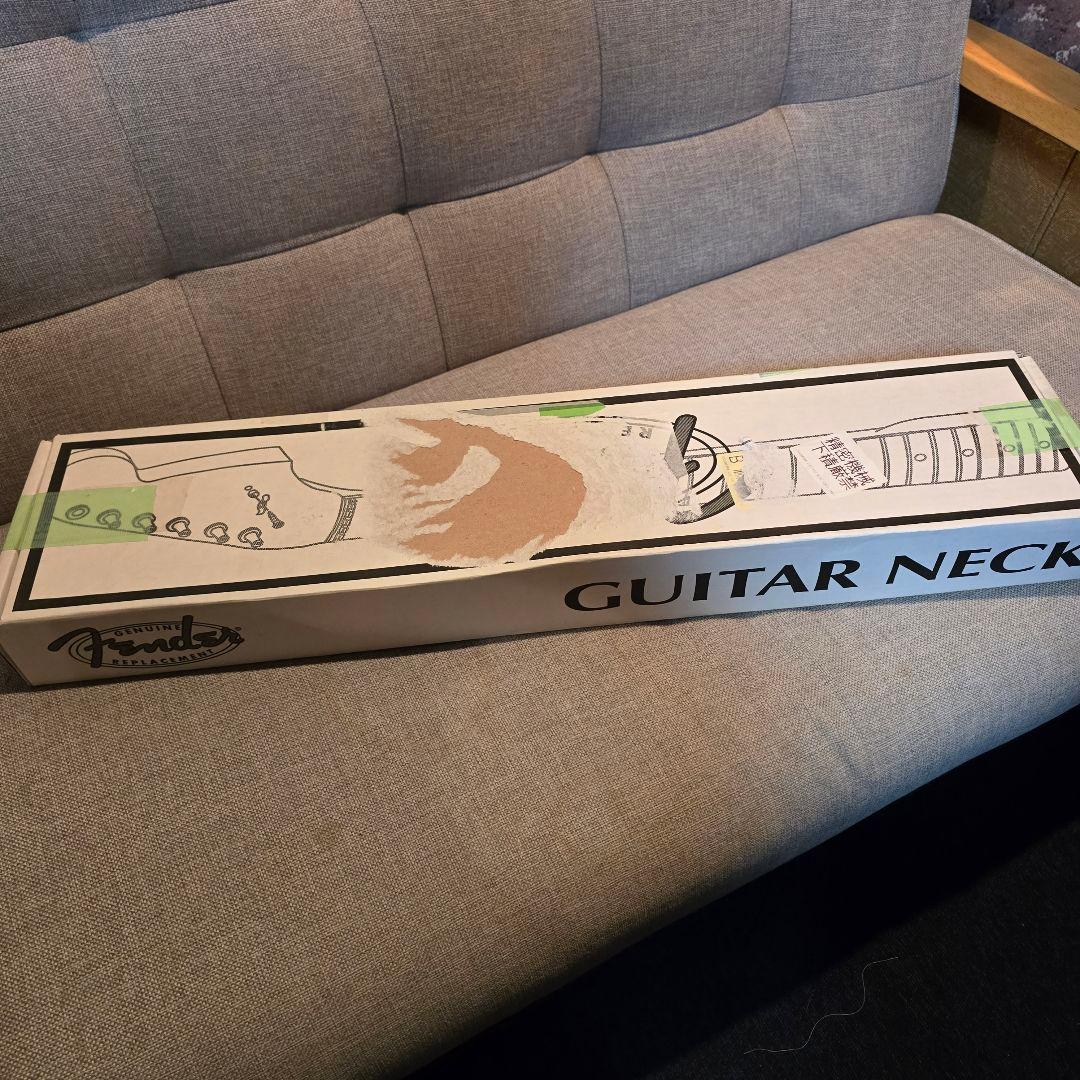 精密機械
下積厳禁
B
GUITAR NECK
GENUINE
Fender®
REPLACEMENT